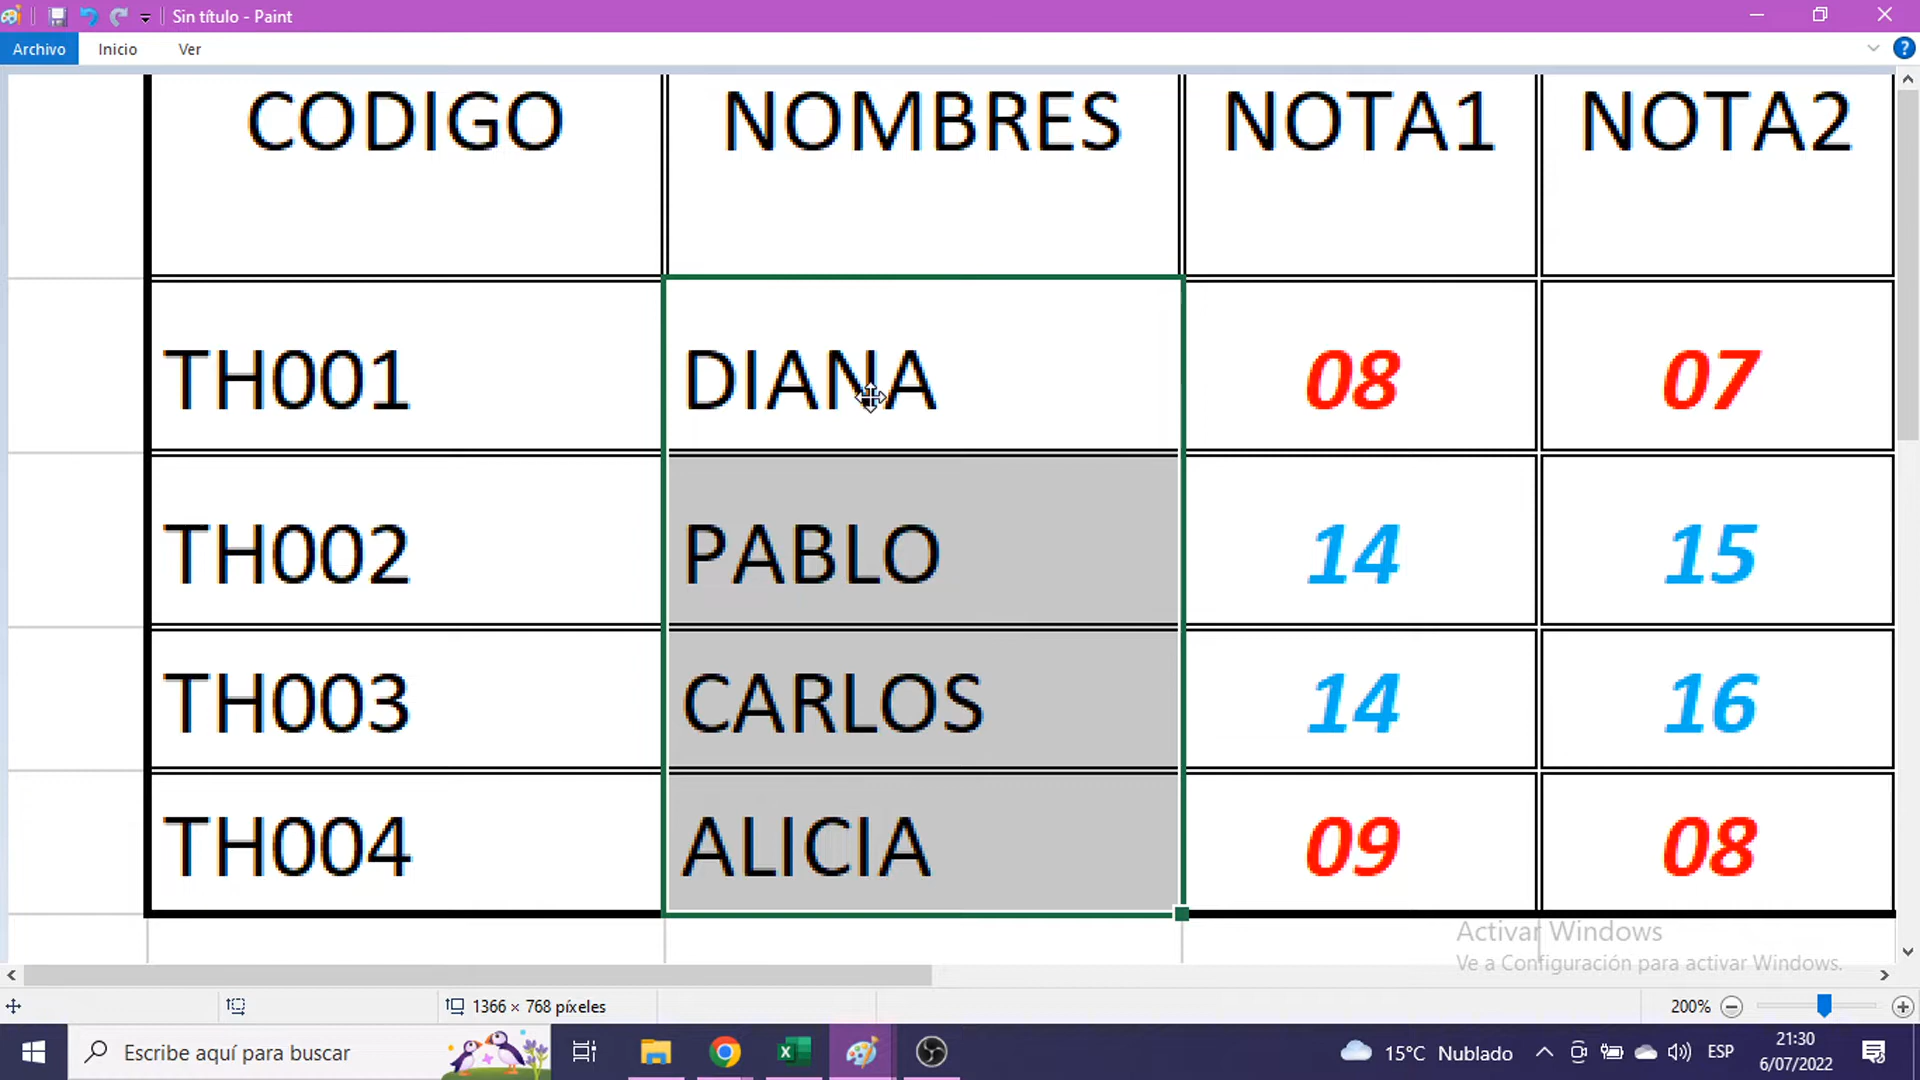 Sin título - Paint
Archivo Inicio Ver
CODIGO NOMBRES NOTA1 NOTA2
TH001 DIANA 08 07
TH002 PABLO 14 15
TH003 CARLOS 14 16
TH004 ALICIA 09 08
Activar Windows
Ve a Configuración para activar Windows.
1366 × 768 píxeles 200%
Escribe aquí para buscar 15°C Nublado ESP 21:30
6/07/2022